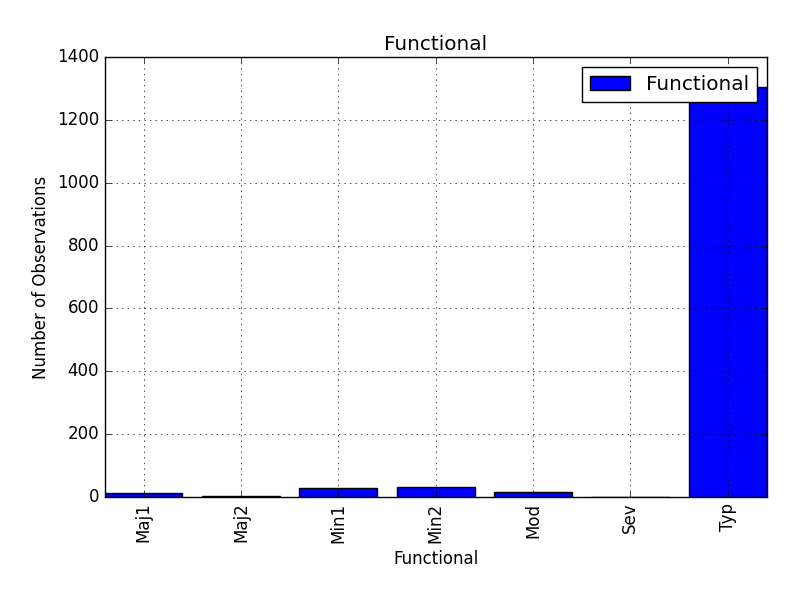 Functional
Functional
1400
1200
1000
800
600
400
200
0
Number of Observations
Maj1
Maj2
Min1
Min2
Mod
Sev
Typ
Functional